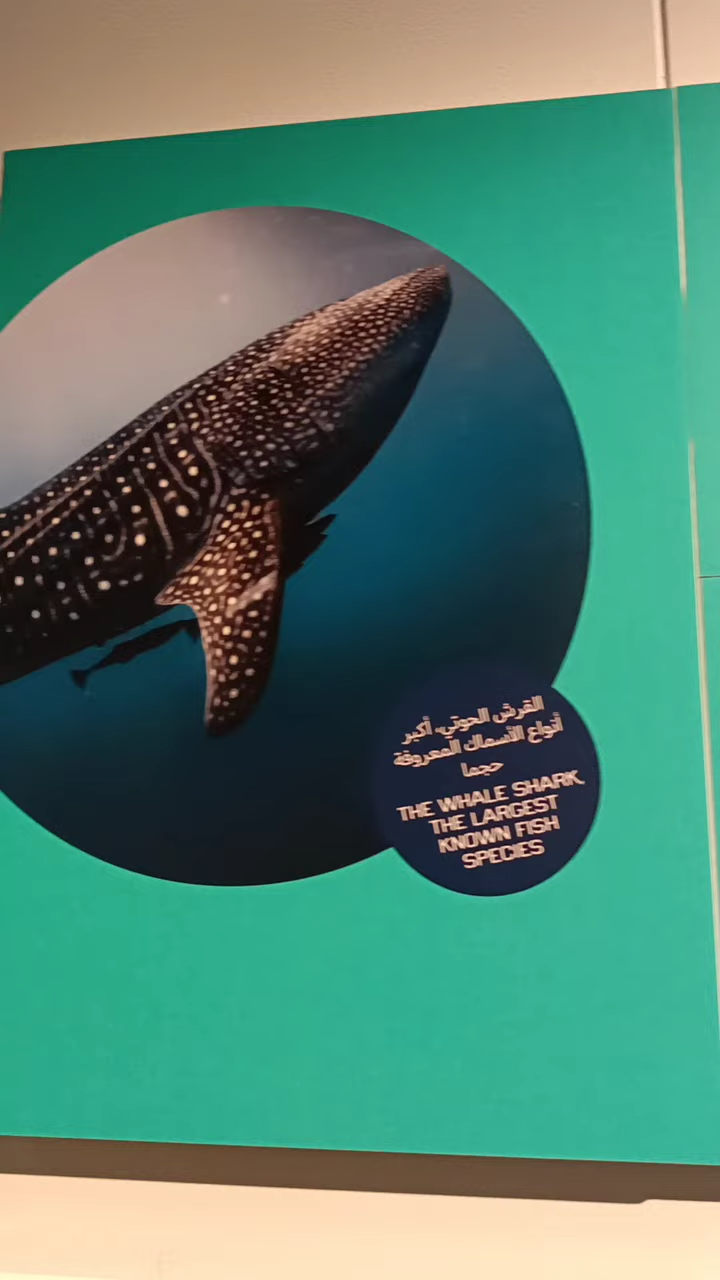 القرش الحوتي، أكبر
أنواع الأسماك المعروفة
حجما
THE WHALE SHARK,
THE LARGEST
KNOWN FISH
SPECIES